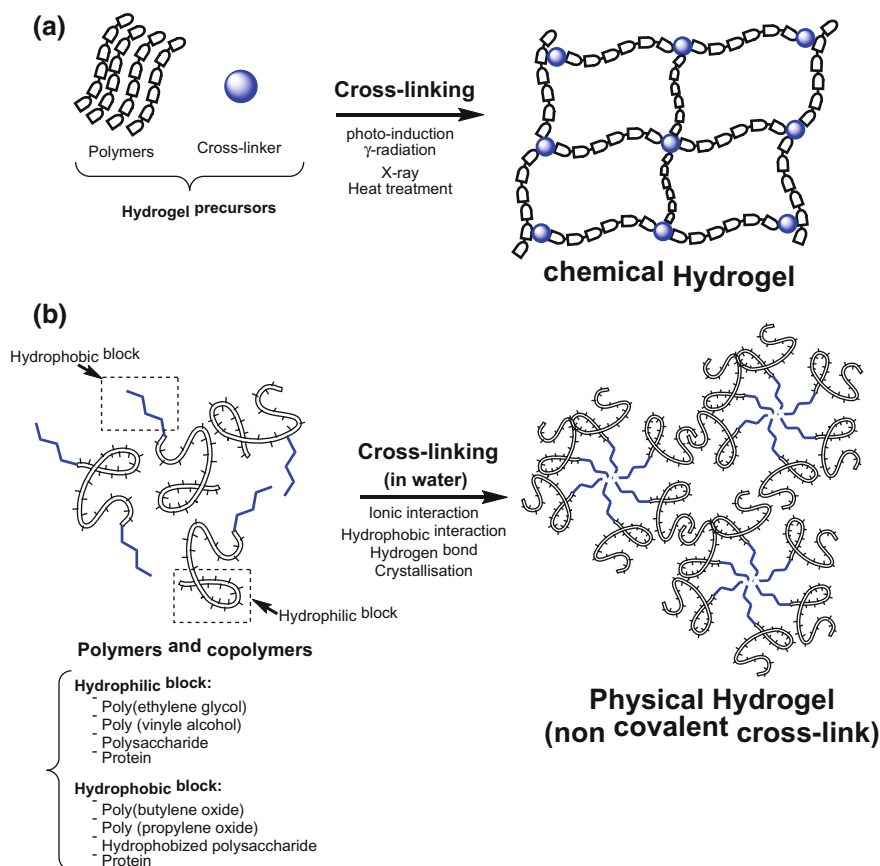 (a)
Polymers
Cross-linker
Hydrogel precursors
Cross-linking
photo-induction
γ-radiation
X-ray
Heat treatment
chemical Hydrogel
(b)
Hydrophobic block
Hydrophilic block
Polymers and copolymers
Hydrophilic block:
- Poly(ethylene glycol)
- Poly (vinyle alcohol)
- Polysaccharide
- Protein
Hydrophobic block:
- Poly(butylene oxide)
- Poly (propylene oxide)
- Hydrophobized polysaccharide
- Protein
Cross-linking
(in water)
Ionic interaction
Hydrophobic interaction
Hydrogen bond
Crystallisation
Physical Hydrogel
(non covalent cross-link)